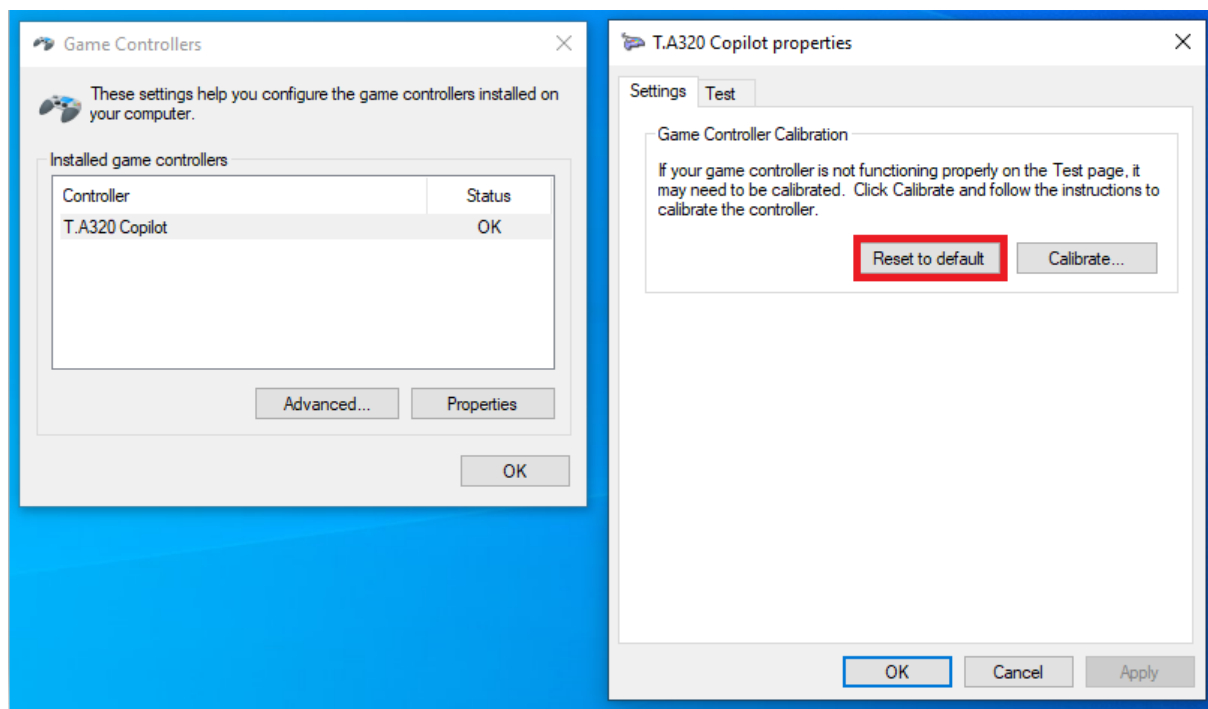 Game Controllers
These settings help you configure the game controllers installed on
your computer.
Installed game controllers
Controller Status
T.A320 Copilot OK
Advanced... Properties
OK
T.A320 Copilot properties
Settings Test
Game Controller Calibration
If your game controller is not functioning properly on the Test page, it
may need to be calibrated. Click Calibrate and follow the instructions to
calibrate the controller.
Reset to default Calibrate...
OK Cancel Apply